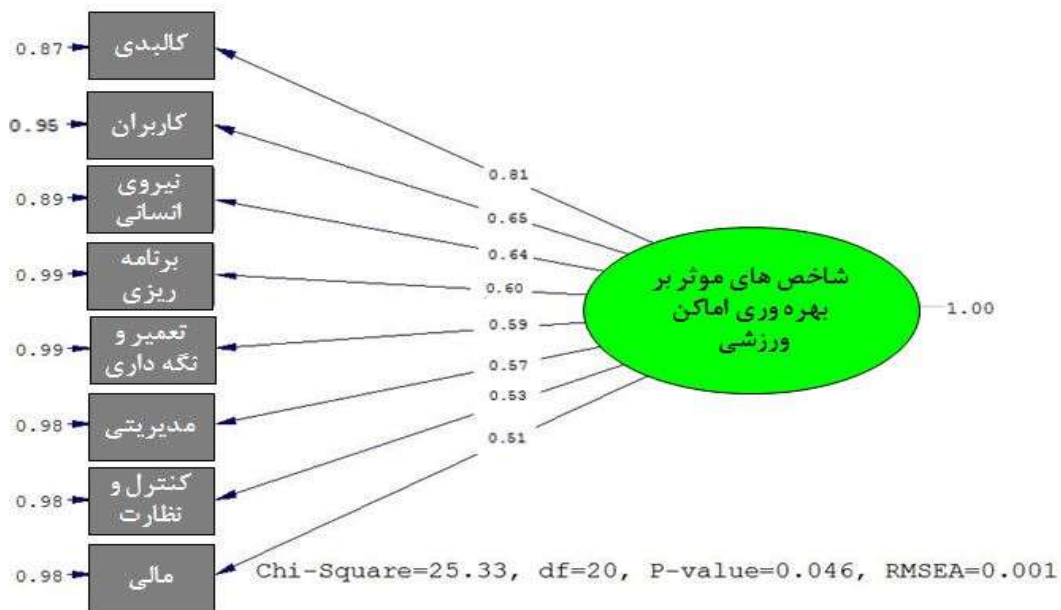 0.87
کالبدی
0.95
کاربران
0.89
نیروی
انسانی
0.99
برنامه
ریزی
0.99
تعمیر و
نگه داری
0.98
مدیریتی
0.98
کنترل و
نظارت
0.98
مالی
0.81
0.65
0.64
0.60
0.59
0.57
0.53
0.51
شاخص های موثر بر
بهره وری اماکن
ورزشی
1.00
Chi-Square=25.33, df=20, P-value=0.046, RMSEA=0.001